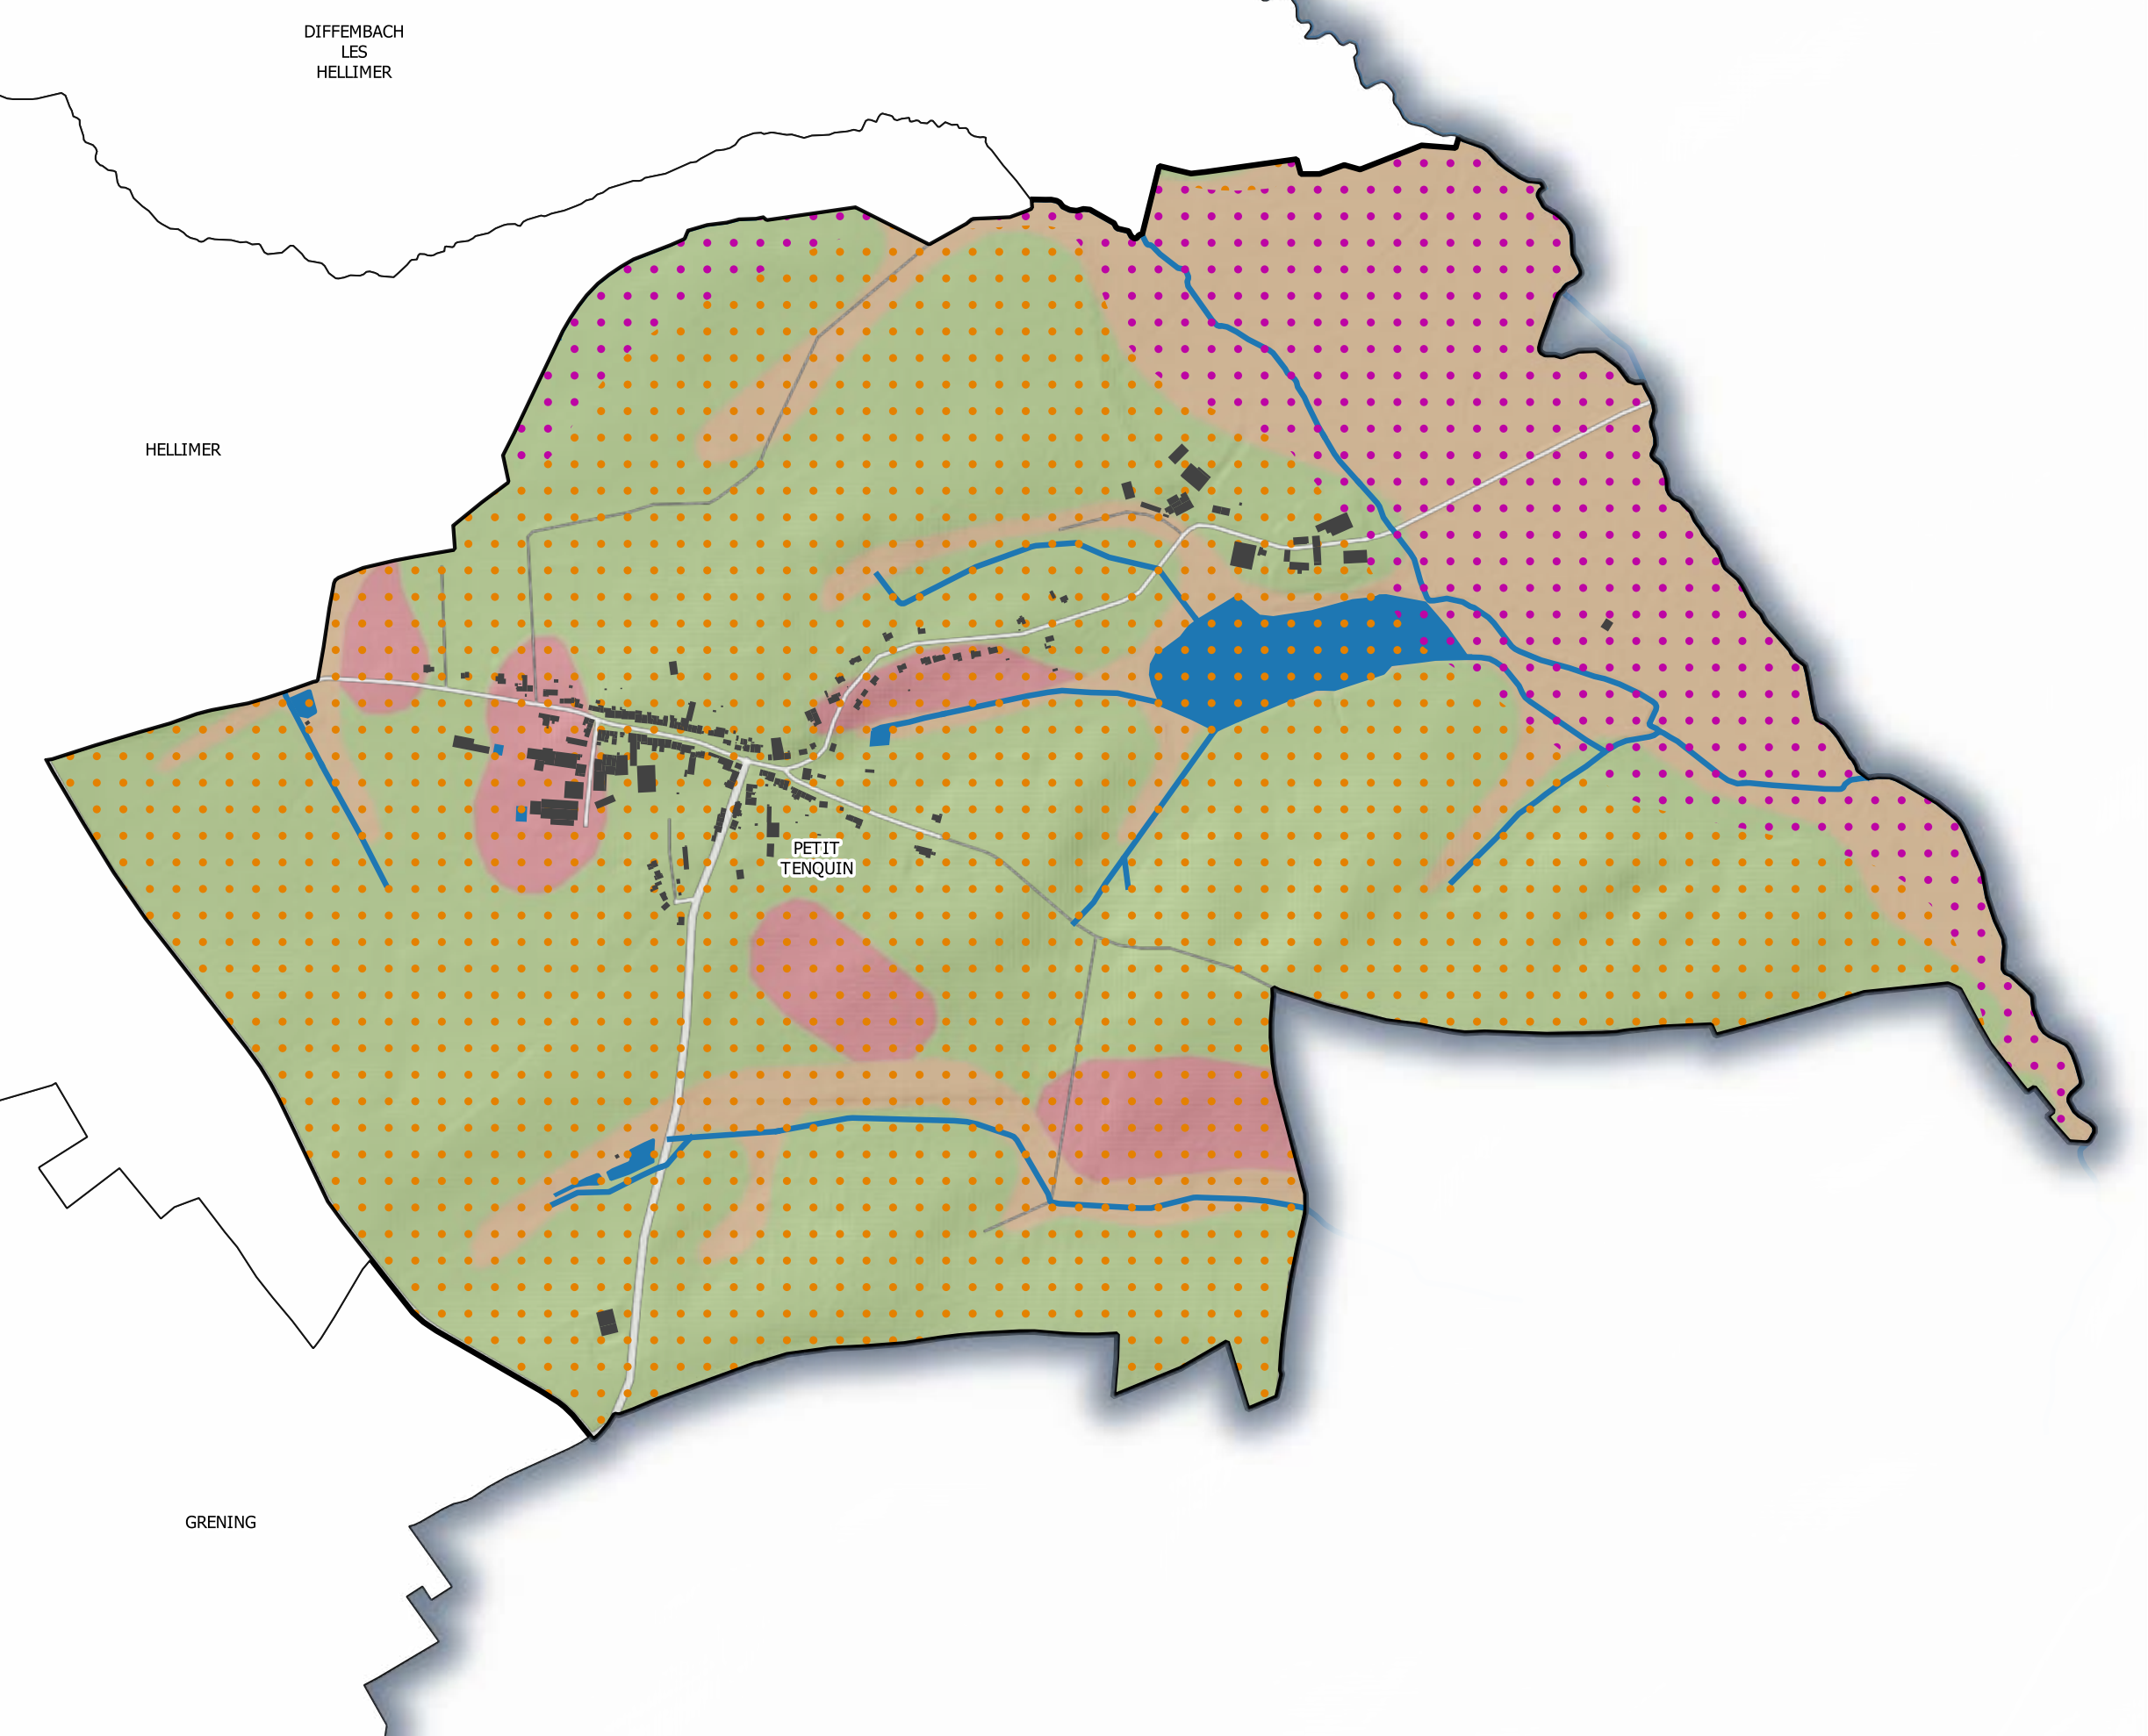 DIFFEMBACH
LES
HELLIMER
HELLIMER
PETIT
TENQUIN
GRENING